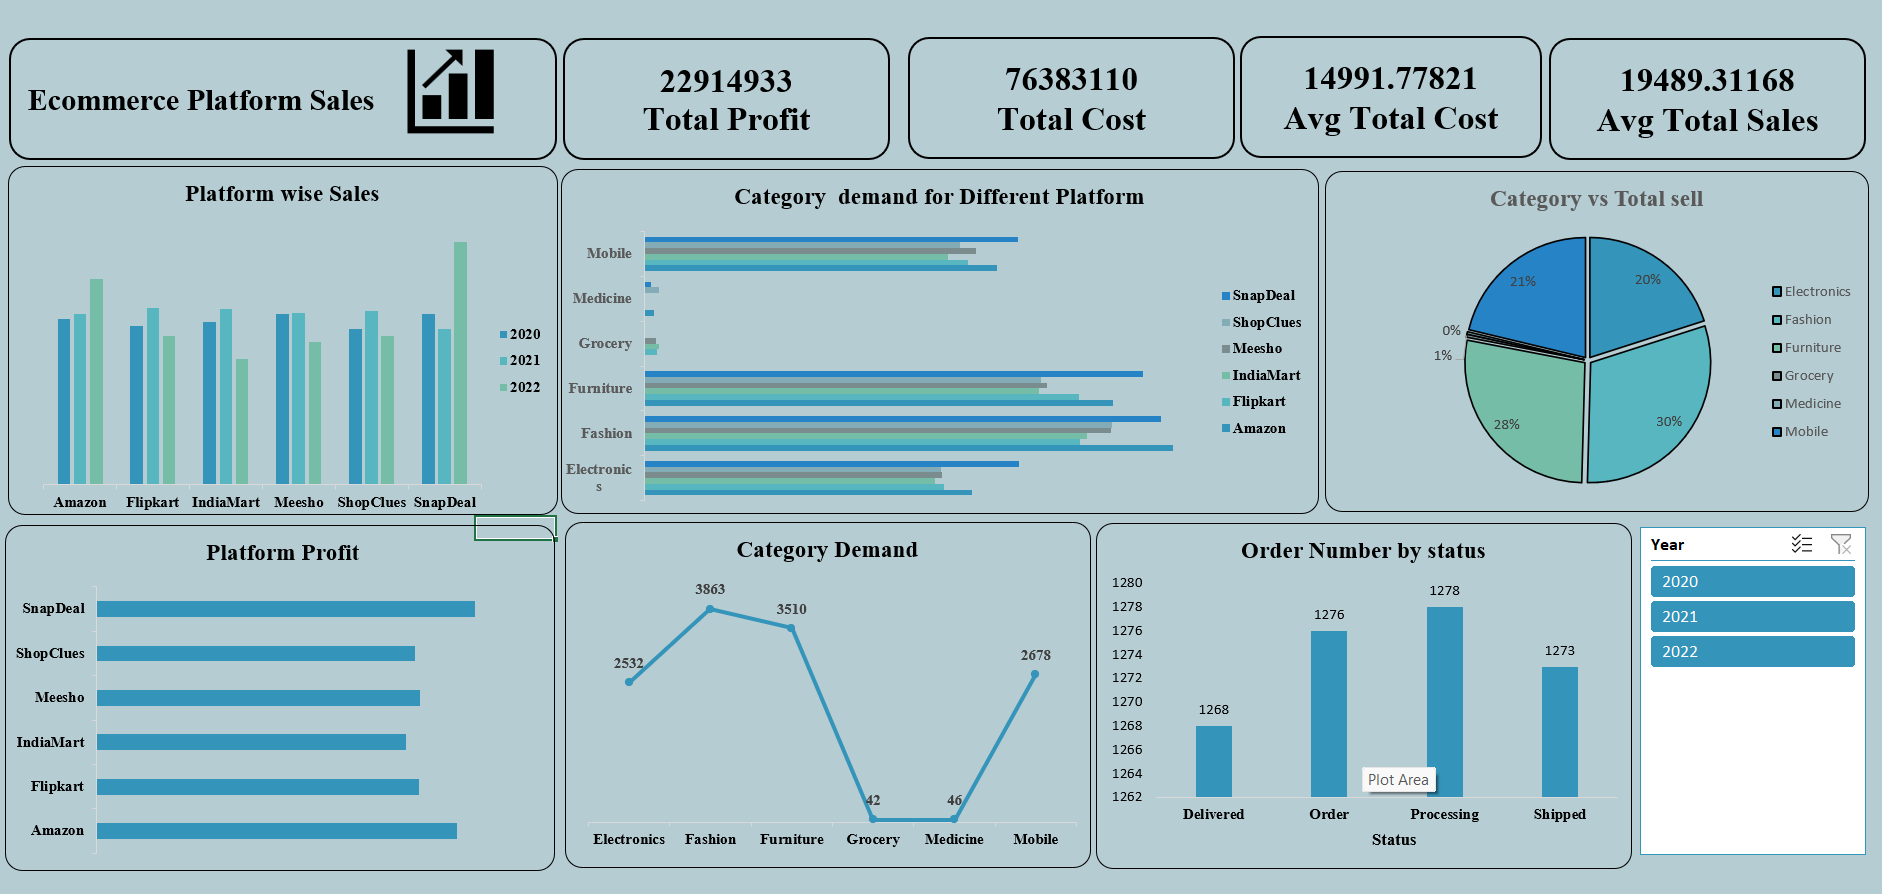 Ecommerce Platform Sales
22914933
Total Profit
76383110
Total Cost
14991.77821
Avg Total Cost
19489.31168
Avg Total Sales
Platform wise Sales
2020
2021
2022
Amazon Flipkart IndiaMart Meesho ShopClues SnapDeal
Category  demand for Different Platform
Mobile
Medicine
Grocery
Furniture
Fashion
Electronic
s
SnapDeal
ShopClues
Meesho
IndiaMart
Flipkart
Amazon
Category vs Total sell
21%
20%
0%
1%
30%
28%
Electronics
Fashion
Furniture
Grocery
Medicine
Mobile
Platform Profit
SnapDeal
ShopClues
Meesho
IndiaMart
Flipkart
Amazon
Category Demand
3863
3510
2532
2678
42
46
Electronics Fashion Furniture Grocery Medicine Mobile
Order Number by status
1280
1278
1276
1274
1272
1270
1268
1266
1264
1262
1268
1276
1278
1273
Plot Area
Delivered Order Processing Shipped
Status
Year
2020
2021
2022